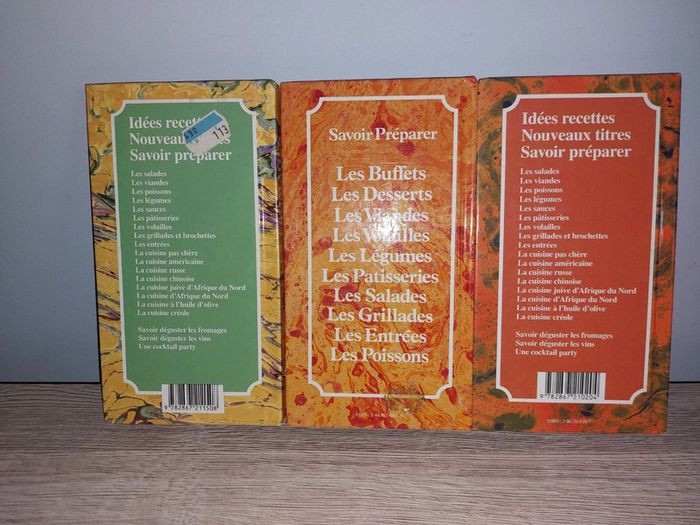 Idées recettes
Nouveaux
Savoir préparer
1,13
Les salades
Les viandes
Les poissons
Les légumes
Les sauces
Les pâtisseries
Les volailles
Les grillades et brochettes
Les entrées
La cuisine pas chère
La cuisine américaine
La cuisine russe
La cuisine chinoise
La cuisine juive d'Afrique du Nord
La cuisine d'Afrique du Nord
La cuisine à l'huile d'olive
La cuisine créole
Savoir déguster les fromages
Savoir déguster les vins
Une cocktail party
9 782867 211508
Savoir Préparer
Les Buffets
Les Desserts
Les Viandes
Les Volailles
Les Légumes
Les Patisseries
Les Salades
Les Grillades
Les Entrées
Les Poissons
Idées recettes
Nouveaux titres
Savoir préparer
Les salades
Les viandes
Les poissons
Les légumes
Les sauces
Les pâtisseries
Les volailles
Les grillades et brochettes
Les entrées
La cuisine pas chère
La cuisine américaine
La cuisine russe
La cuisine chinoise
La cuisine juive d'Afrique du Nord
La cuisine d'Afrique du Nord
La cuisine à l'huile d'olive
La cuisine créole
Savoir déguster les fromages
Savoir déguster les vins
Une cocktail party
9 782867 210204